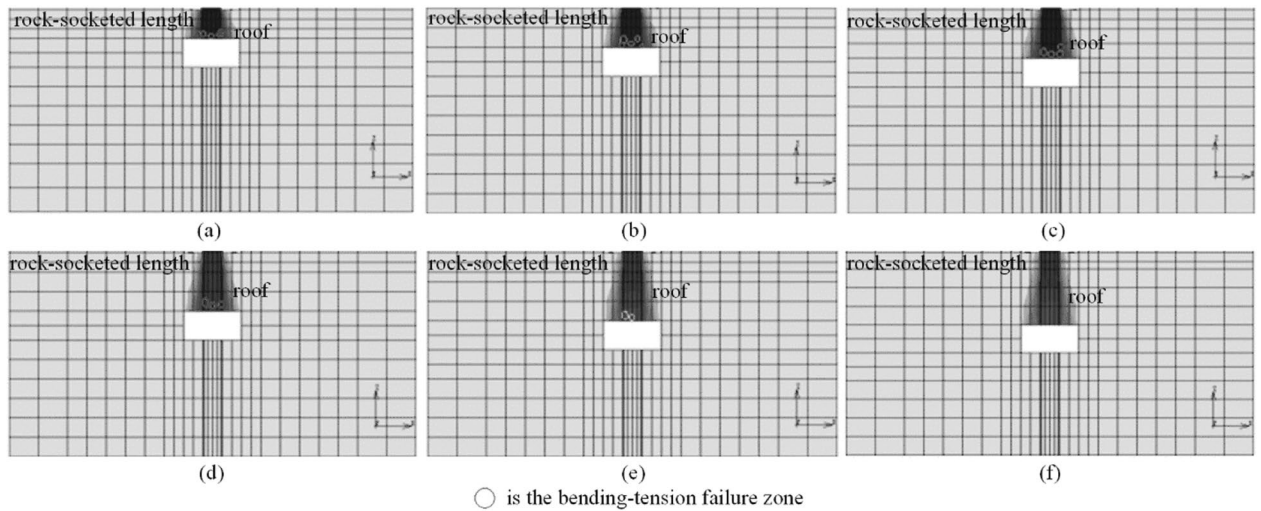 rock-socketed length
roof
(a)
rock-socketed length
roof
(b)
rock-socketed length
roof
(c)
rock-socketed length
roof
(d)
rock-socketed length
roof
(e)
rock-socketed length
roof
(f)
is the bending-tension failure zone